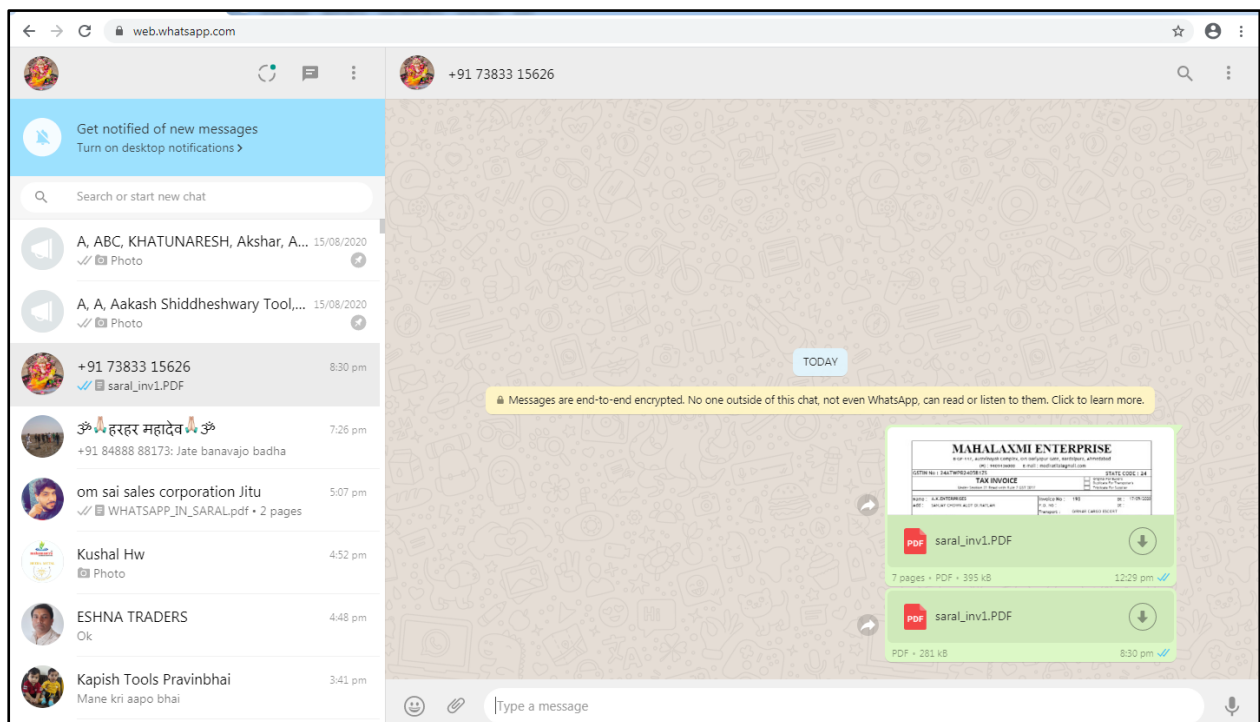 web.whatsapp.com
+91 73833 15626
Get notified of new messages
Turn on desktop notifications >
Search or start new chat
A, ABC, KHATUNARESH, Akshar, A... 15/08/2020
Photo
A, A, Aakash Shiddheshwary Tool,... 15/08/2020
Photo
+91 73833 15626 8:30 pm
saral_inv1.PDF
ॐ🙏🏻हरहर महादेव🙏🏻ॐ 7:26 pm
+91 84888 88173: Jate banavajo badha
om sai sales corporation Jitu 5:07 pm
WHATSAPP_IN_SARAL.pdf • 2 pages
Kushal Hw 4:52 pm
Photo
ESHNA TRADERS 4:48 pm
Ok
Kapish Tools Pravinbhai 3:41 pm
Mane kri aapo bhai
TODAY
Messages are end-to-end encrypted. No one outside of this chat, not even WhatsApp, can read or listen to them. Click to learn more.
MAHALAXMI ENTERPRISE
STATE CODE : 24
TAX INVOICE
PDF saral_inv1.PDF
7 pages • PDF • 395 kB 12:29 pm
PDF saral_inv1.PDF
PDF • 281 kB 8:30 pm
Type a message